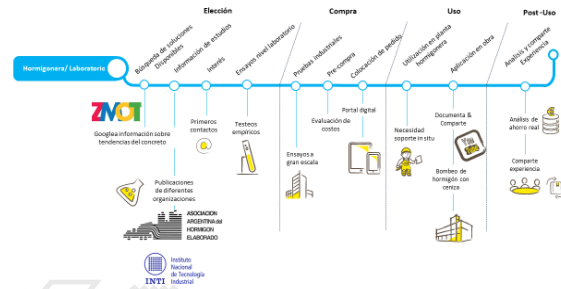 Elección
Compra
Uso
Post-Uso
Hormigonera/ Laboratorio
Búsqueda de soluciones
Disponibles
Información de estudios
Interés
Ensayos nivel laboratorio
Pruebas industriales
Pre-compra
Colocación de pedido
Utilización en planta
hormigonera
Aplicación en obra
Analisis y comparte
Experiencia
ZMOT
Googlea información sobre
tendencias del concreto
Primeros
contactos
Testeos
empíricos
Evaluación de
costos
Portal digital
Necesidad
soporte in situ
Documenta &
Comparte
You
Tube
Análisis de
ahorro real
Publicaciones
de diferentes
organizaciones
Ensayos a
gran escala
Bombeo de
hormigón con
ceniza
Comparte
experiencia
ASOCIACION
ARGENTINA del
HORMIGON
ELABORADO
INTI
Instituto
Nacional
de Tecnología
Industrial